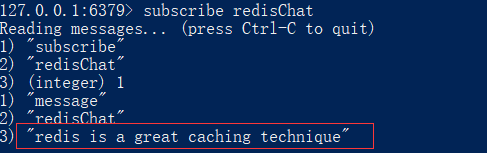 127.0.0.1:6379> subscribe redisChat
Reading messages... (press Ctrl-C to quit)
1) "subscribe"
2) "redisChat"
3) (integer) 1
1) "message"
2) "redisChat"
3) "redis is a great caching technique"